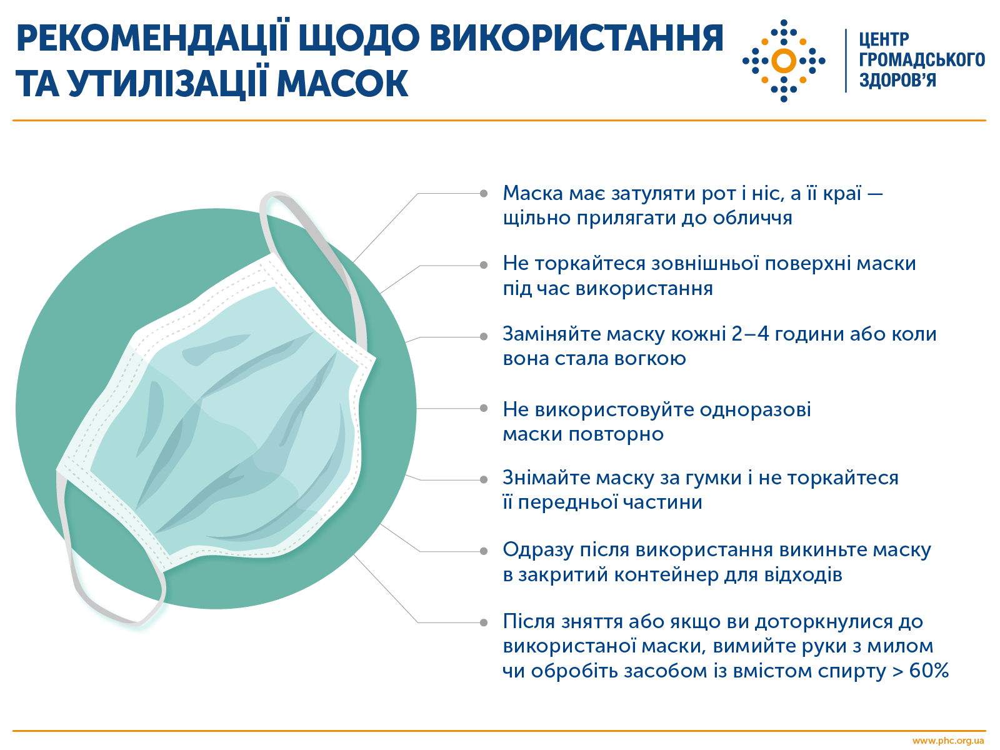 РЕКОМЕНДАЦІЇ ЩОДО ВИКОРИСТАННЯ
ТА УТИЛІЗАЦІЇ МАСОК
ЦЕНТР
ГРОМАДСЬКОГО
ЗДОРОВ’Я
Маска має затуляти рот і ніс, а її краї —
щільно прилягати до обличчя
Не торкайтеся зовнішньої поверхні маски
під час використання
Заміняйте маску кожні 2–4 години або коли
вона стала вогкою
Не використовуйте одноразові
маски повторно
Знімайте маску за гумки і не торкайтеся
її передньої частини
Одразу після використання викиньте маску
в закритий контейнер для відходів
Після зняття або якщо ви доторкнулися до
використаної маски, вимийте руки з милом
чи обробіть засобом із вмістом спирту > 60%
www.phc.org.ua